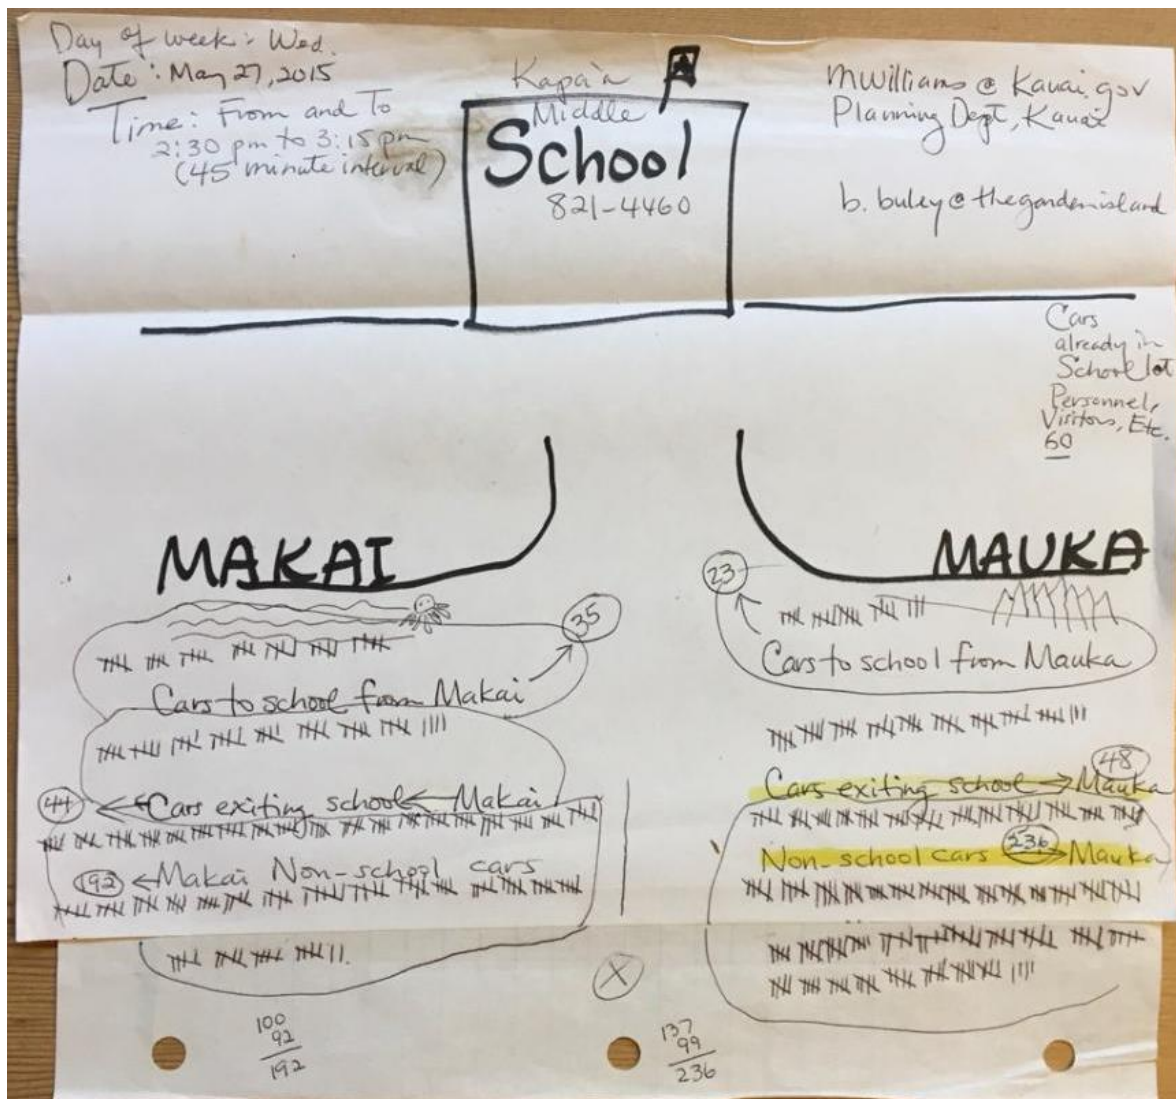 Day of week: Wed.
Date: May 27, 2015
Time: From and To
2:30 pm to 3:15 pm
(45 minute interval)
Kapa'a
Middle
School
821-4460
mwilliams@Kauai.gov
Planning Dept, Kauai
b.buley@thegardenisland
Cars
already in
School lot
Personnel,
Visitors, Etc.
60
MAKAI
35
Cars to school from Makai
44 ← Cars exiting school ← Makai
192 ← Makai Non-school cars
MAUKA
23
Cars to school from Mauka
48
Cars exiting school → Mauka
Non-school cars 236 → Mauka
X
100
92
192
137
99
236